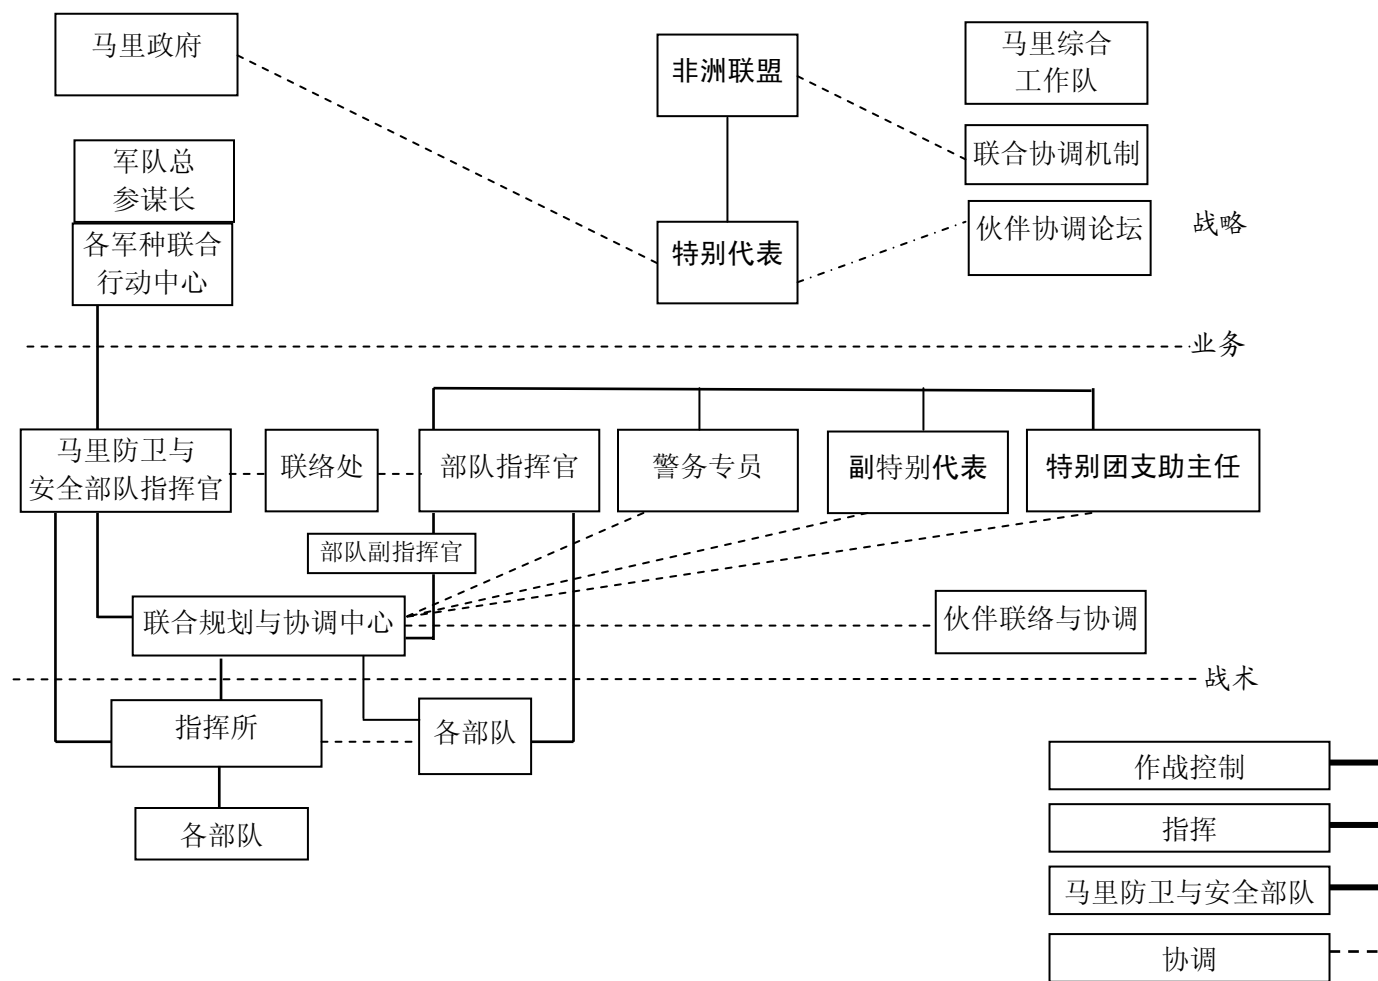 马里政府
非洲联盟
马里综合
工作队
联合协调机制
军队总
参谋长
各军种联合
行动中心
特别代表
伙伴协调论坛
战略
业务
马里防卫与
安全部队指挥官
联络处
部队指挥官
警务专员
副特别代表
特别团支助主任
部队副指挥官
联合规划与协调中心
伙伴联络与协调
战术
指挥所
各部队
各部队
作战控制
指挥
马里防卫与安全部队
协调